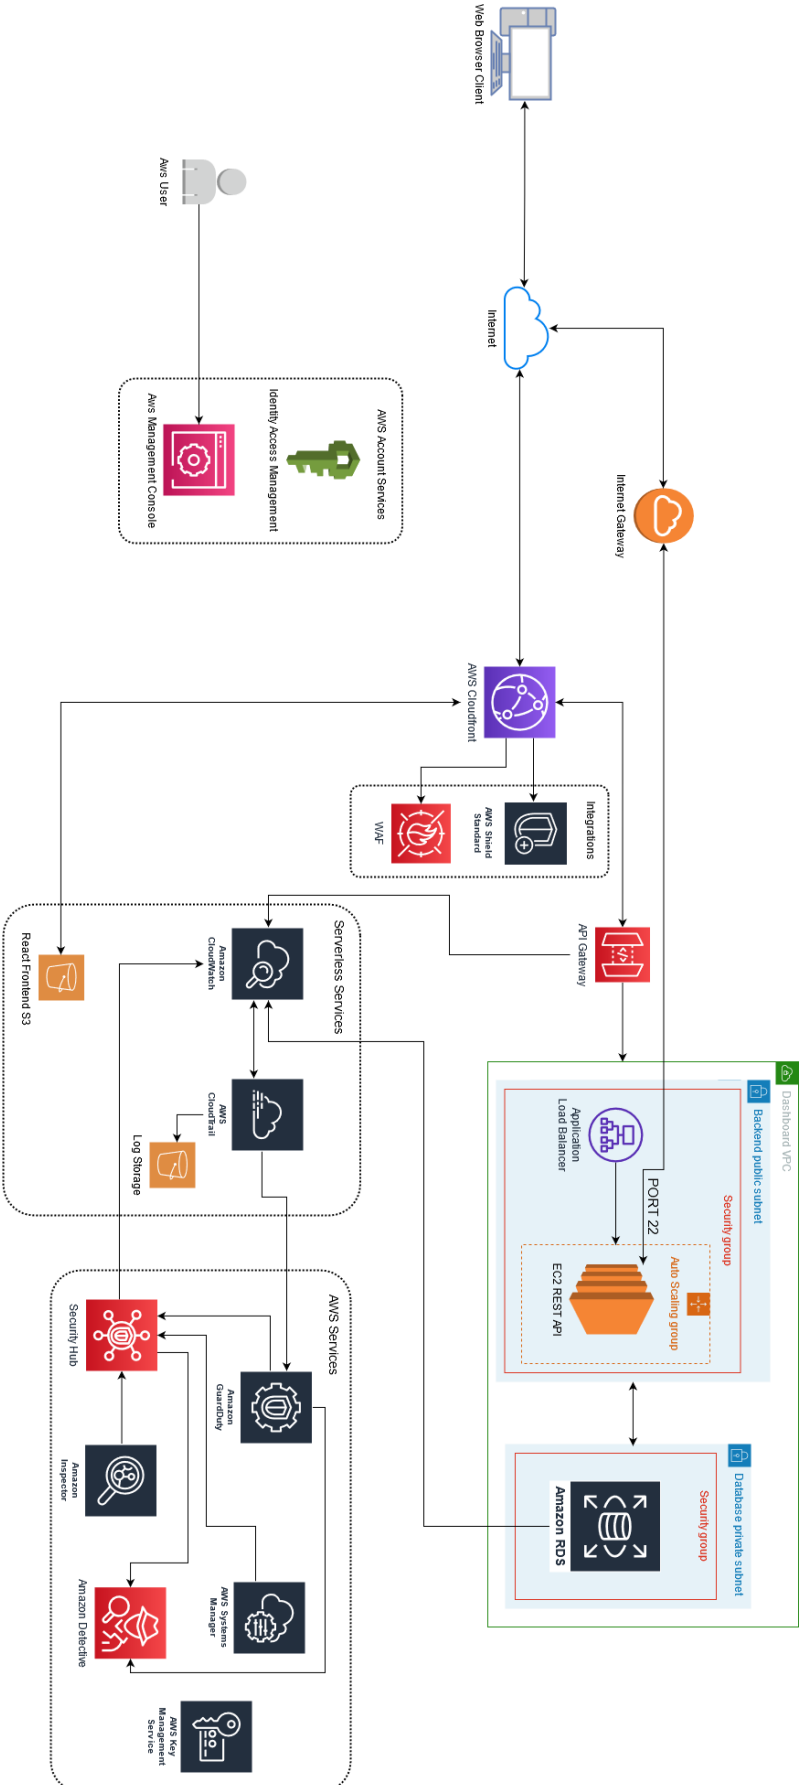 Web Browser Client
Aws User
Internet
Internet Gateway
AWS Account Services
Identity Access Management
Aws Management Console
AWS Cloudfront
Integrations
AWS Shield
Standard
WAF
API Gateway
Serverless Services
Amazon
CloudWatch
React Frontend S3
AWS
CloudTrail
Log Storage
Dashboard VPC
Backend public subnet
Security group
Application
Load Balancer
PORT 22
Auto Scaling group
EC2 REST API
Database private subnet
Security group
Amazon RDS
AWS Services
Security Hub
Amazon
GuardDuty
Amazon
Inspector
AWS Systems
Manager
Amazon Detective
AWS Key
Management
Service